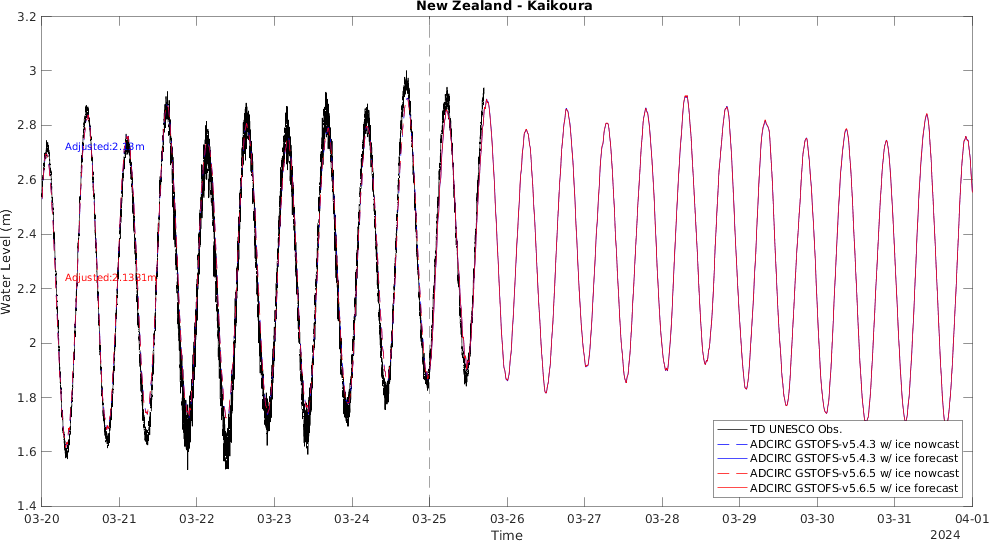 New Zealand - Kaikoura
3.2
3
2.8
2.6
2.4
2.2
2
1.8
1.6
1.4
Water Level (m)
Adjusted:2.13m
Adjusted:2.1331m
TD UNESCO Obs.
ADCIRC GSTOFS-v5.4.3 w/ ice nowcast
ADCIRC GSTOFS-v5.4.3 w/ ice forecast
ADCIRC GSTOFS-v5.6.5 w/ ice nowcast
ADCIRC GSTOFS-v5.6.5 w/ ice forecast
03-20 03-21 03-22 03-23 03-24 03-25 03-26 03-27 03-28 03-29 03-30 03-31 04-01
Time
2024